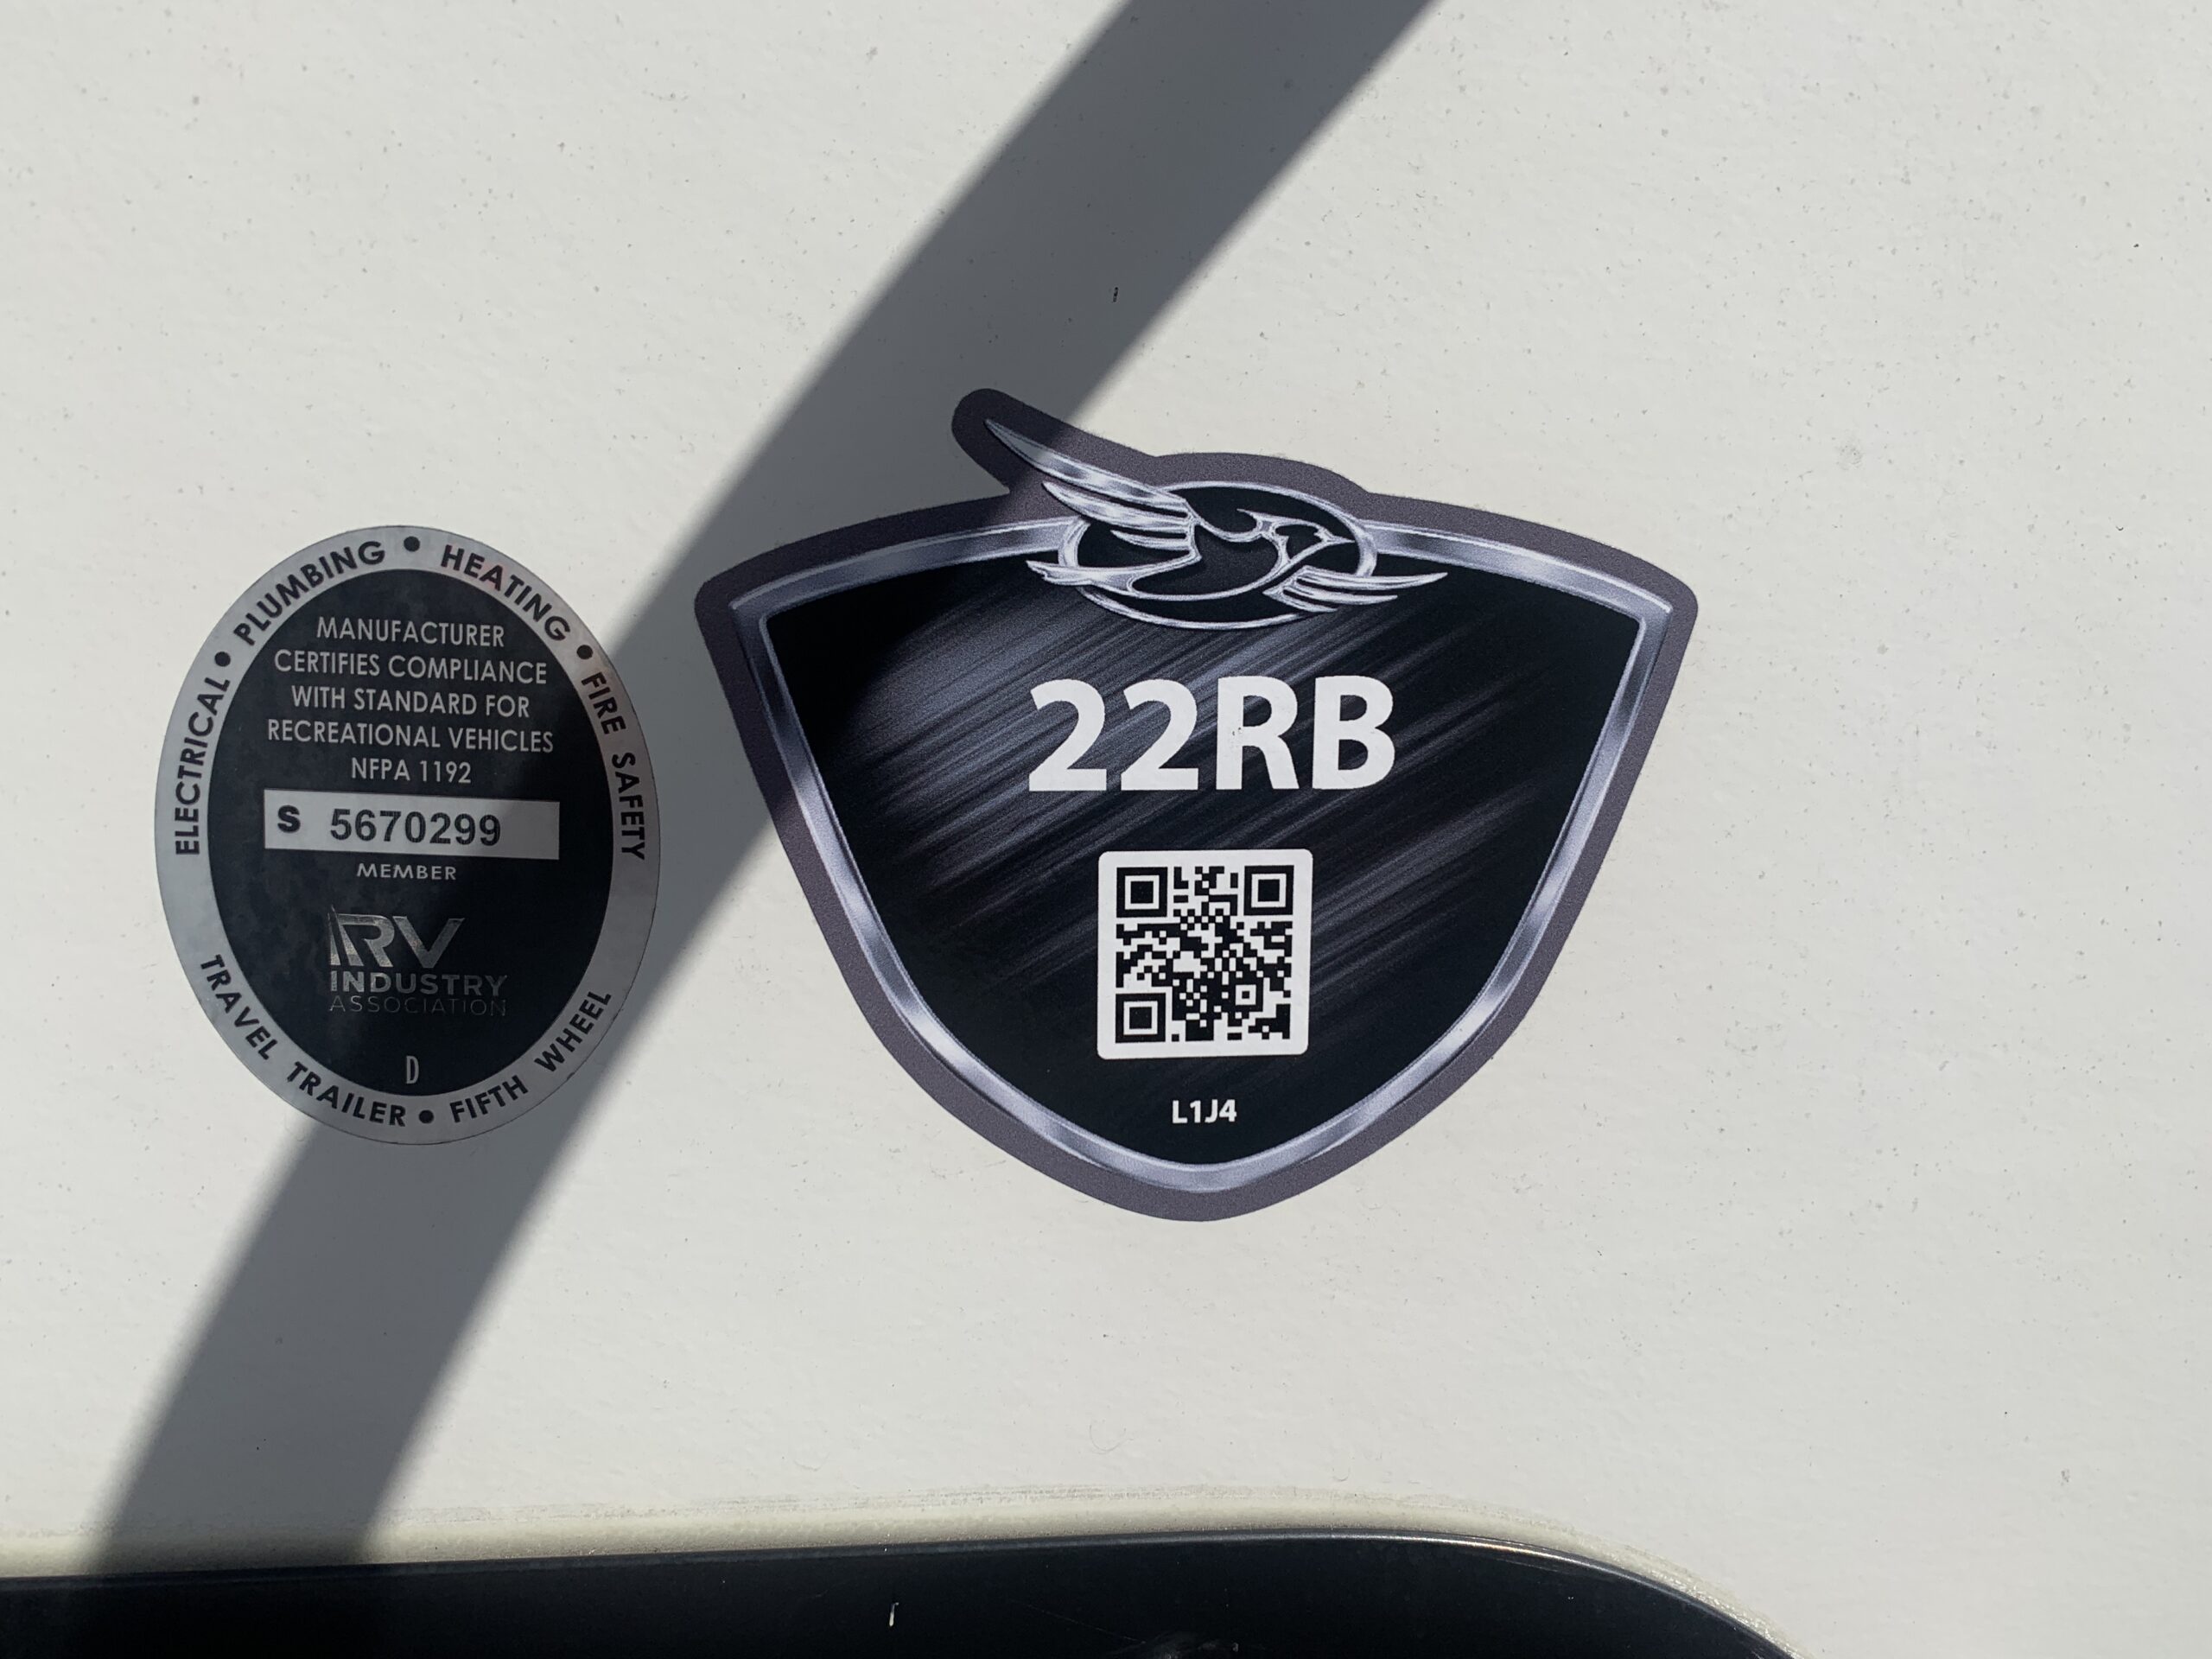 ELECTRICAL • PLUMBING • HEATING • FIRE SAFETY
MANUFACTURER
CERTIFIES COMPLIANCE
WITH STANDARD FOR
RECREATIONAL VEHICLES
NFPA 1192
S 5670299
MEMBER
RV
INDUSTRY
ASSOCIATION
D
TRAVEL TRAILER • FIFTH WHEEL
22RB
L1J4